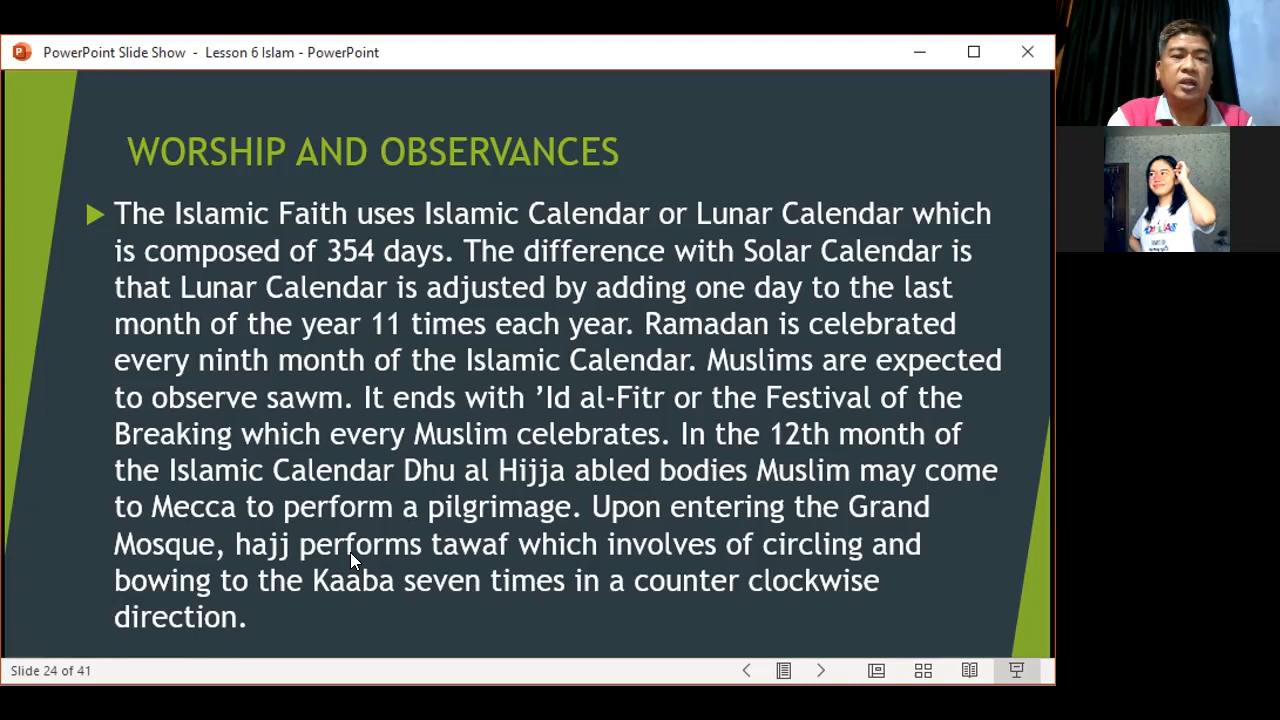 PowerPoint Slide Show - Lesson 6 Islam - PowerPoint
WORSHIP AND OBSERVANCES
The Islamic Faith uses Islamic Calendar or Lunar Calendar which
is composed of 354 days. The difference with Solar Calendar is
that Lunar Calendar is adjusted by adding one day to the last
month of the year 11 times each year. Ramadan is celebrated
every ninth month of the Islamic Calendar. Muslims are expected
to observe sawm. It ends with ’Id al-Fitr or the Festival of the
Breaking which every Muslim celebrates. In the 12th month of
the Islamic Calendar Dhu al Hijja abled bodies Muslim may come
to Mecca to perform a pilgrimage. Upon entering the Grand
Mosque, hajj performs tawaf which involves of circling and
bowing to the Kaaba seven times in a counter clockwise
direction.
Slide 24 of 41